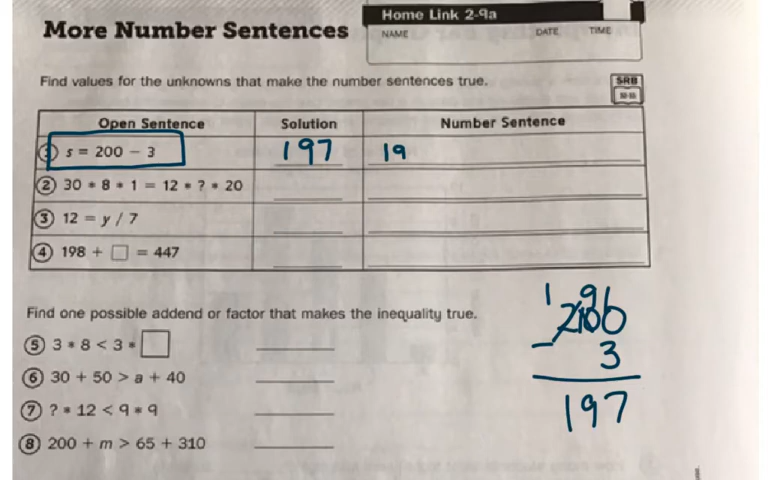 Home Link 2-9a
More Number Sentences
NAME DATE TIME
Find values for the unknowns that make the number sentences true.
SRB
Open Sentence Solution Number Sentence
① s = 200 − 3 197 19
② 30 * 8 * 1 = 12 * ? * 20
③ 12 = y / 7
④ 198 + □ = 447
Find one possible addend or factor that makes the inequality true.
⑤ 3 * 8 < 3 * □
⑥ 30 + 50 > a + 40
⑦ ? * 12 < 9 * 9
⑧ 200 + m > 65 + 310
1 9
200
− 3
197